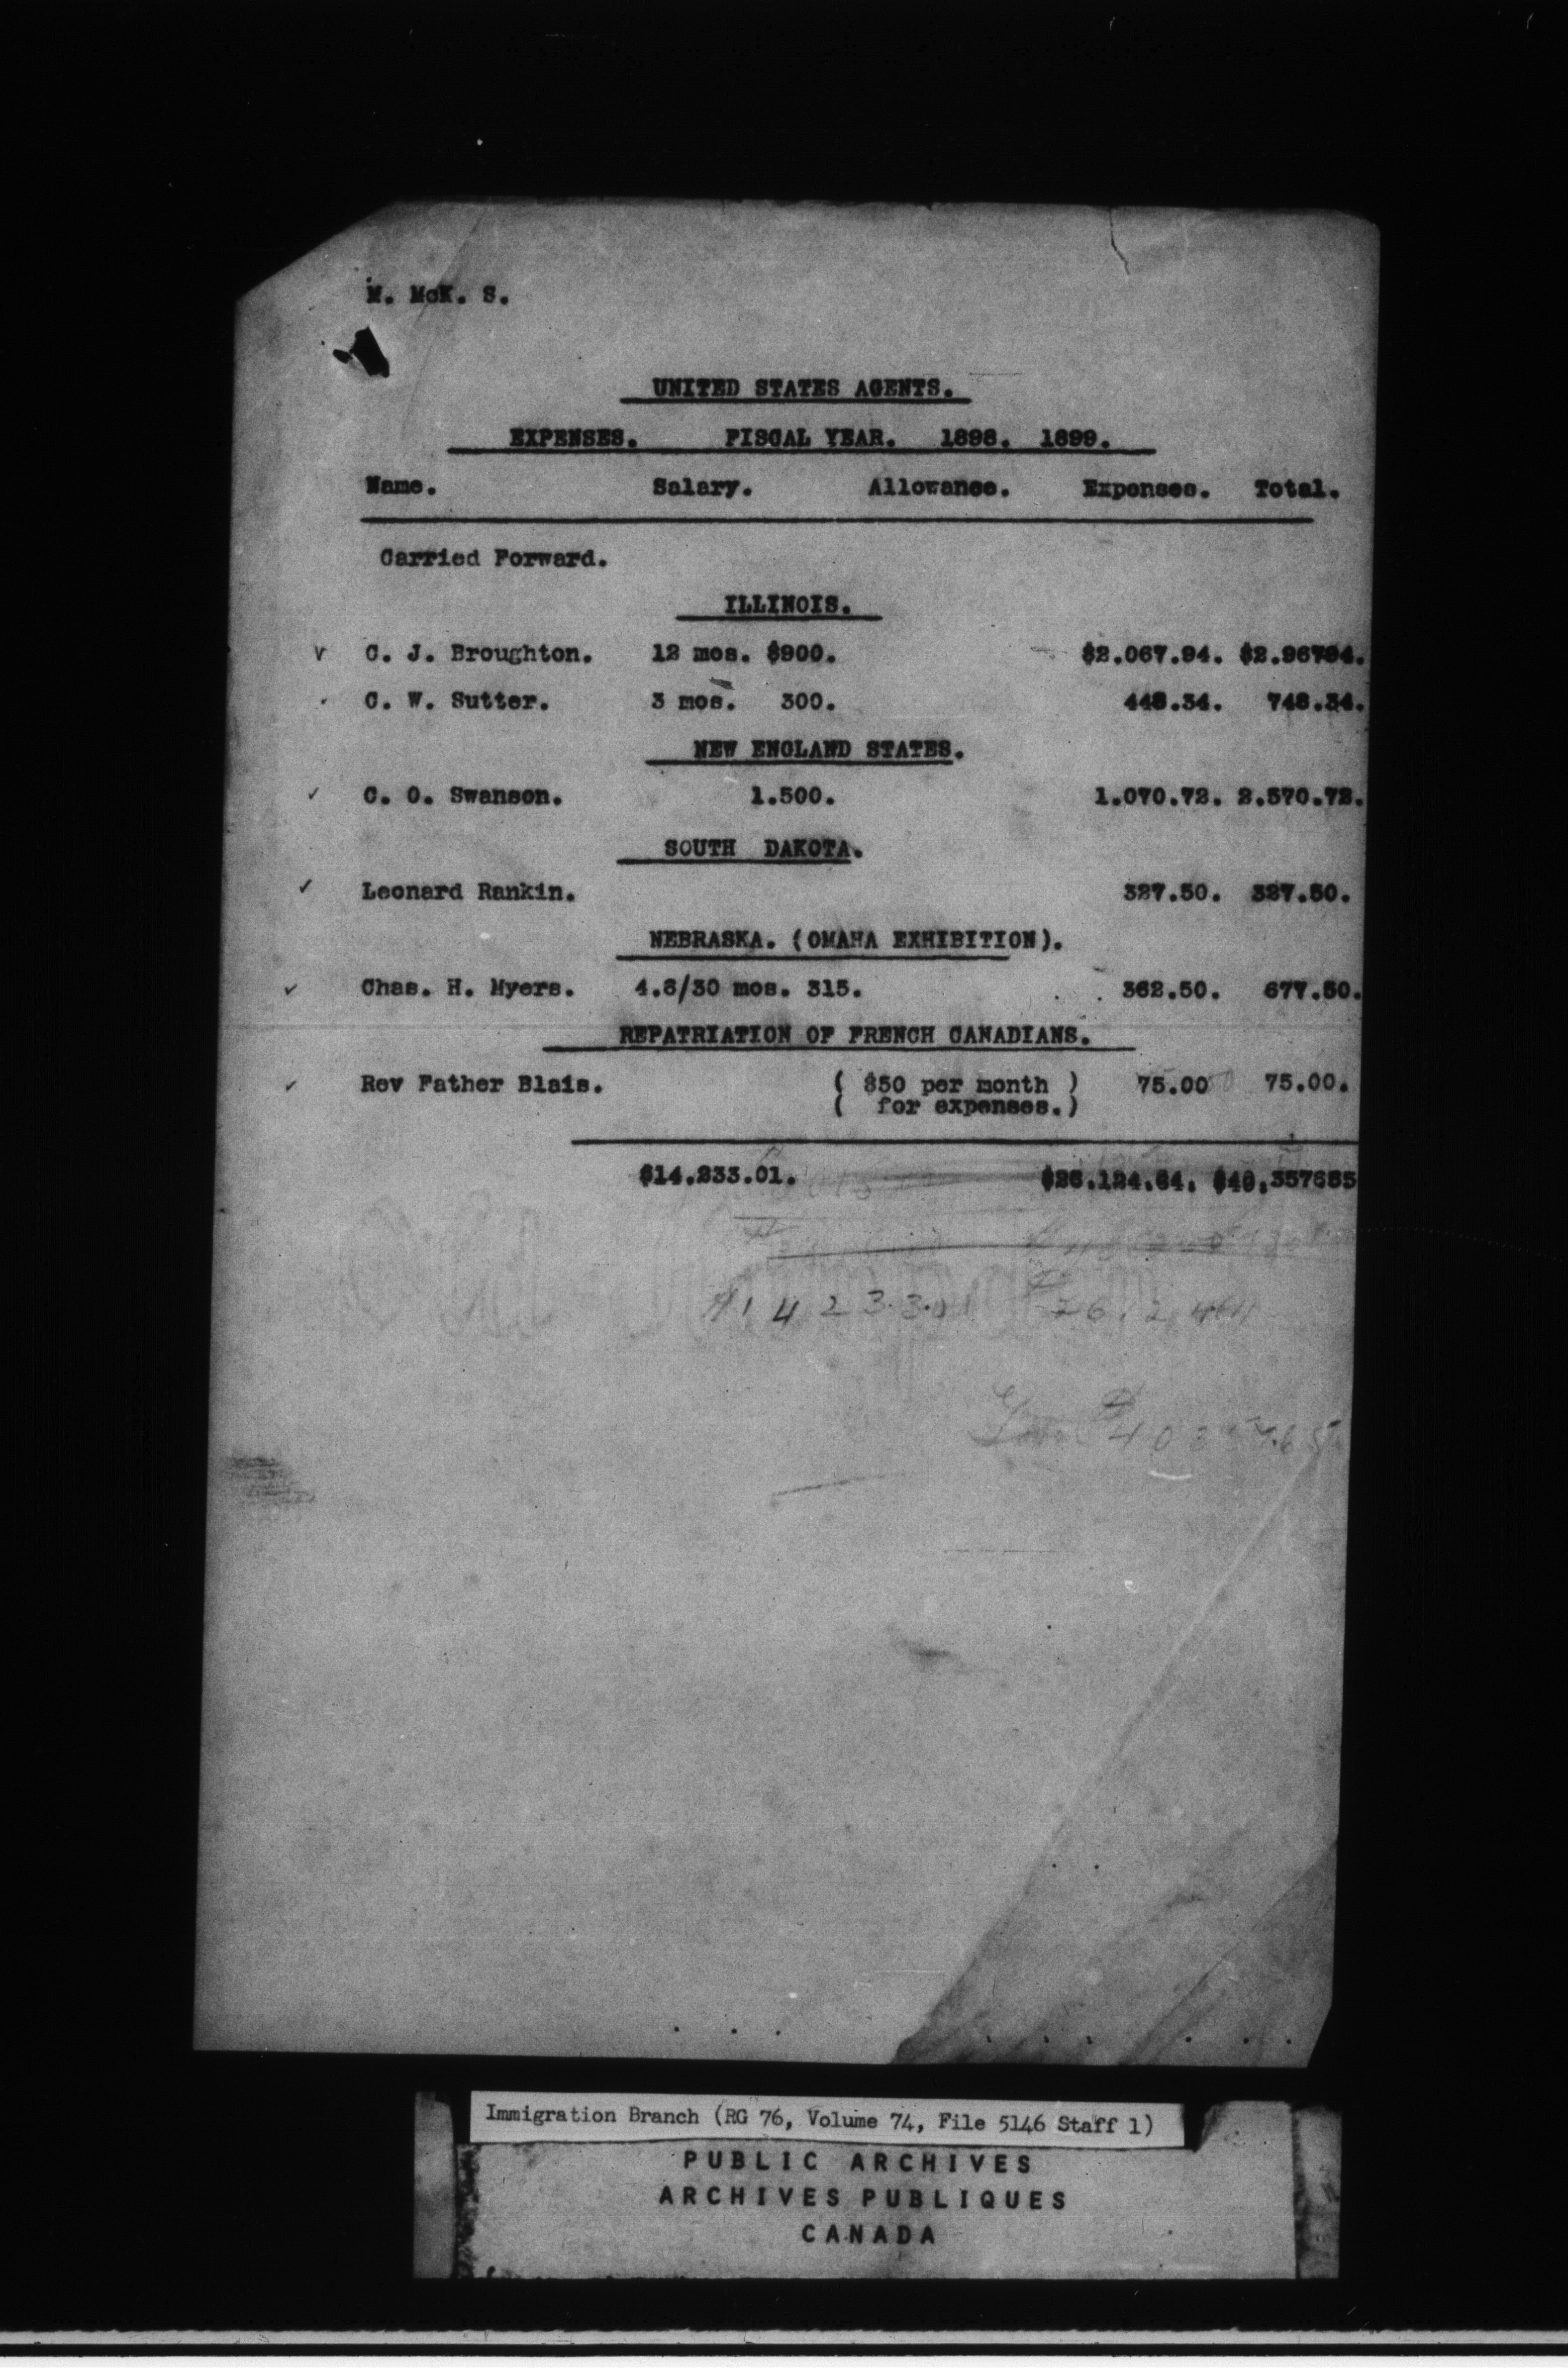 M. McK. S.
UNITED STATES AGENTS.
EXPENSES. FISCAL YEAR. 1898. 1899.
Name. Salary. Allowance. Expenses. Total.
Carried Forward.
ILLINOIS.
C. J. Broughton. 12 mos. $900. $2.067.94. $2.96794.
C. W. Sutter. 3 mos. 300. 448.34. 748.34.
NEW ENGLAND STATES.
C. O. Swanson. 1.500. 1.070.72. 2.570.72.
SOUTH DAKOTA.
Leonard Rankin. 327.50. 327.50.
NEBRASKA. (OMAHA EXHIBITION).
Chas. H. Myers. 4.6/30 mos. 315. 362.50. 677.50.
REPATRIATION OF FRENCH CANADIANS.
Rev Father Blais. ( $50 per month ) 75.00 75.00.
( for expenses.)
$14.233.01. $26.124.64. $40,357665
Immigration Branch (RG 76, Volume 74, File 5146 Staff 1)
PUBLIC ARCHIVES
ARCHIVES PUBLIQUES
CANADA